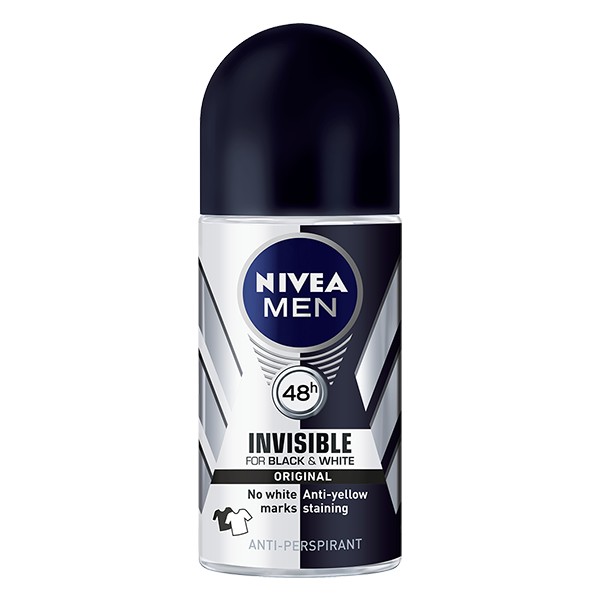 NIVEA
MEN
48h
INVISIBLE
FOR BLACK & WHITE
ORIGINAL
No white Anti-yellow
marks staining
ANTI-PERSPIRANT